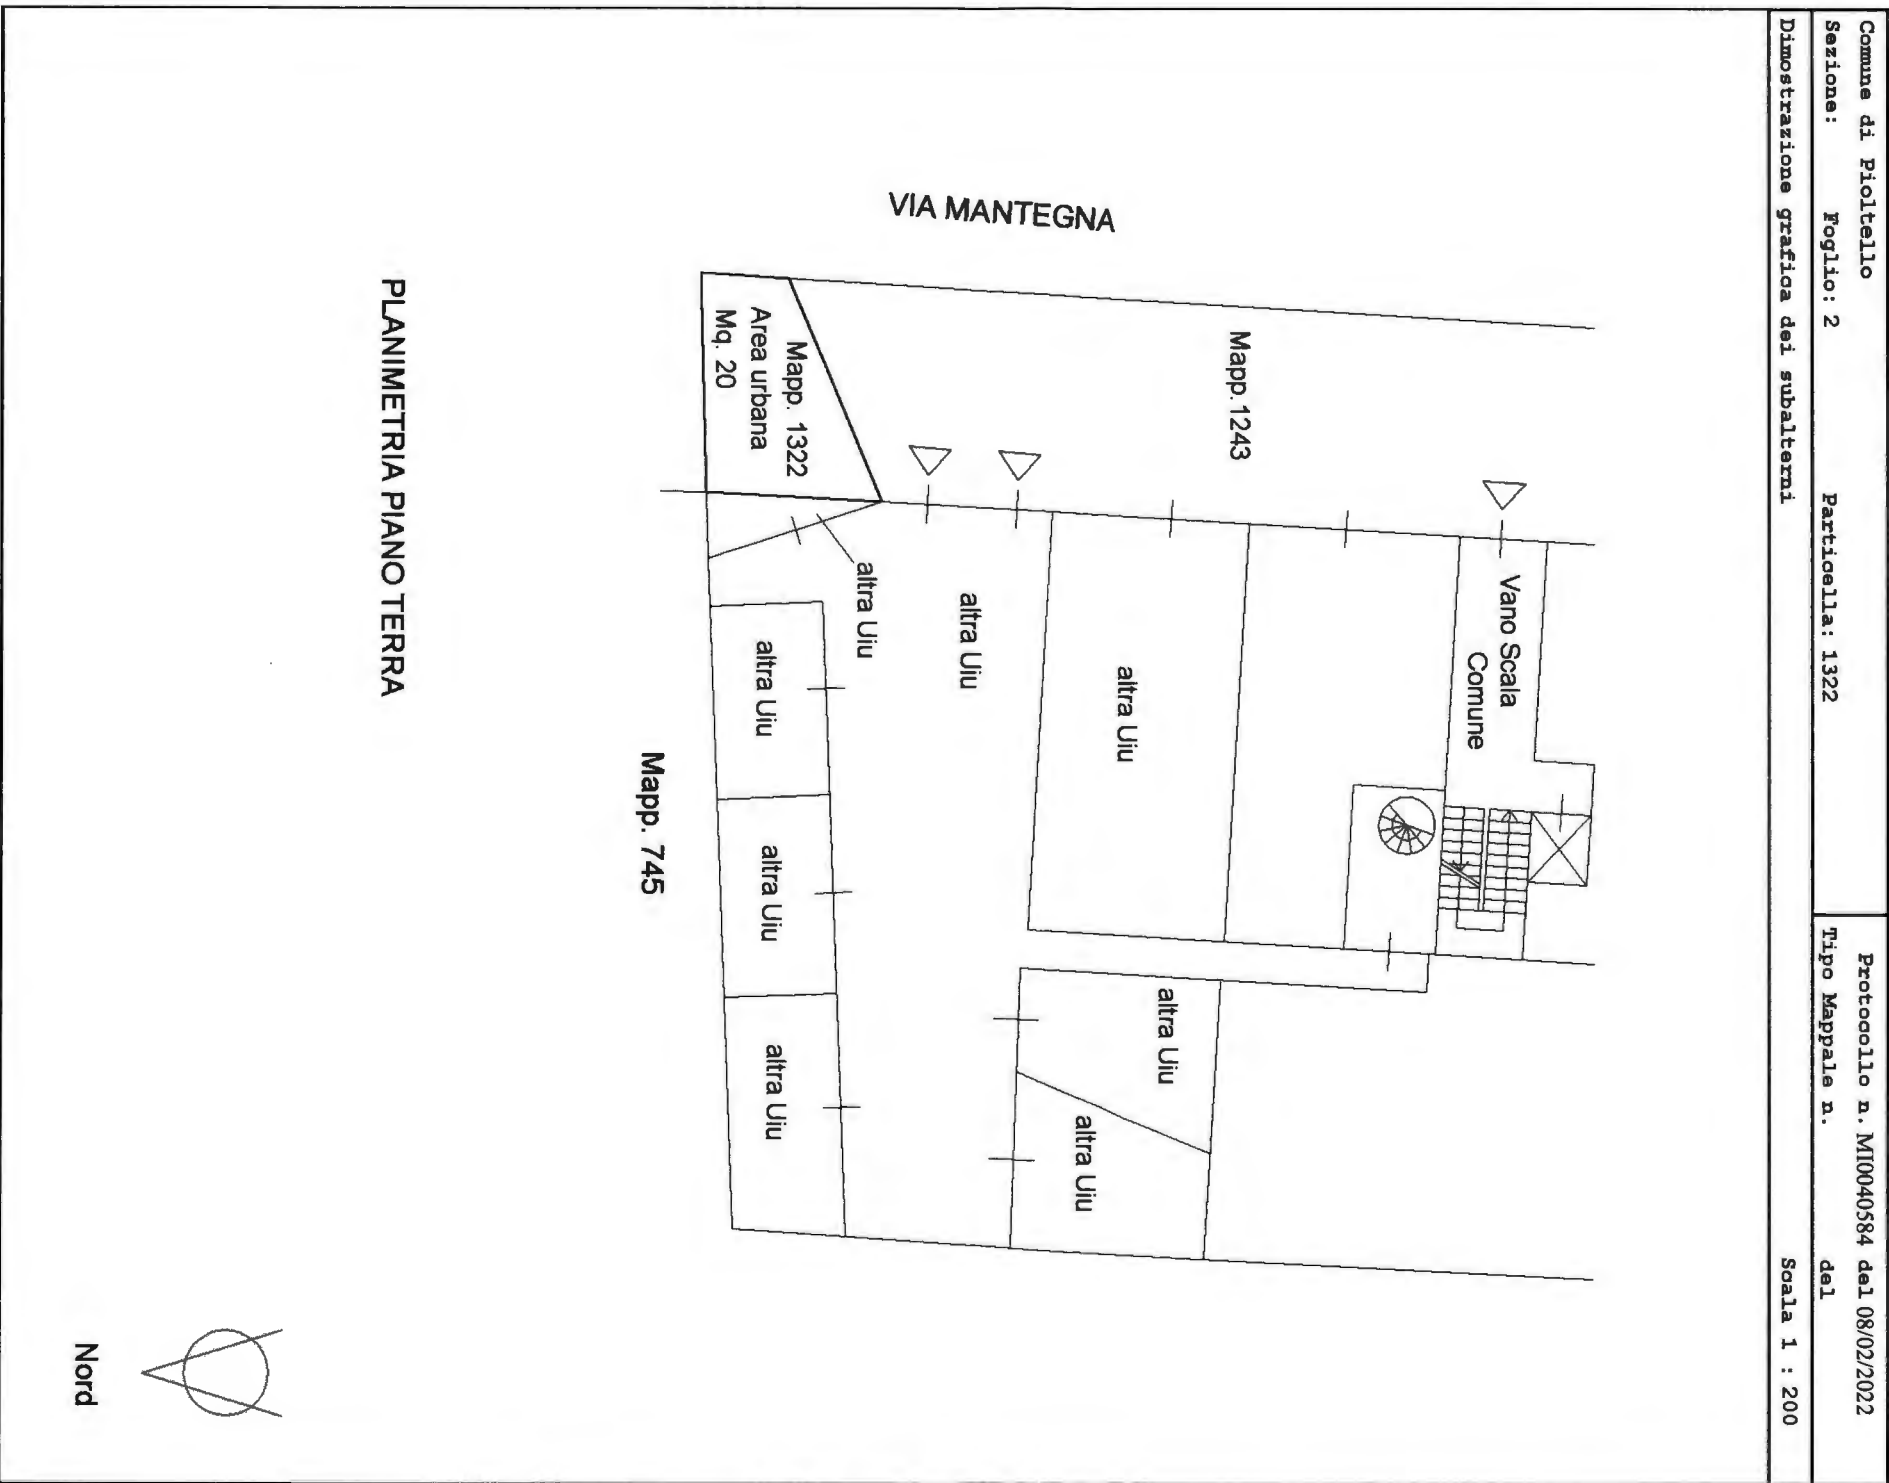 Comune di Pioltello
Protocollo n. MI0040584 del 08/02/2022
Sezione: Foglio: 2 Particella: 1322
Tipo Mappale n. del
Dimostrazione grafica dei subalterni
Scala 1 : 200
Vano Scala
Comune
Mapp. 1243
altra Uiu
altra Uiu
altra Uiu
altra Uiu
altra Uiu
VIA MANTEGNA
Mapp. 1322
Area urbana
Mq. 20
altra Uiu
altra Uiu
altra Uiu
Mapp. 745
PLANIMETRIA PIANO TERRA
Nord